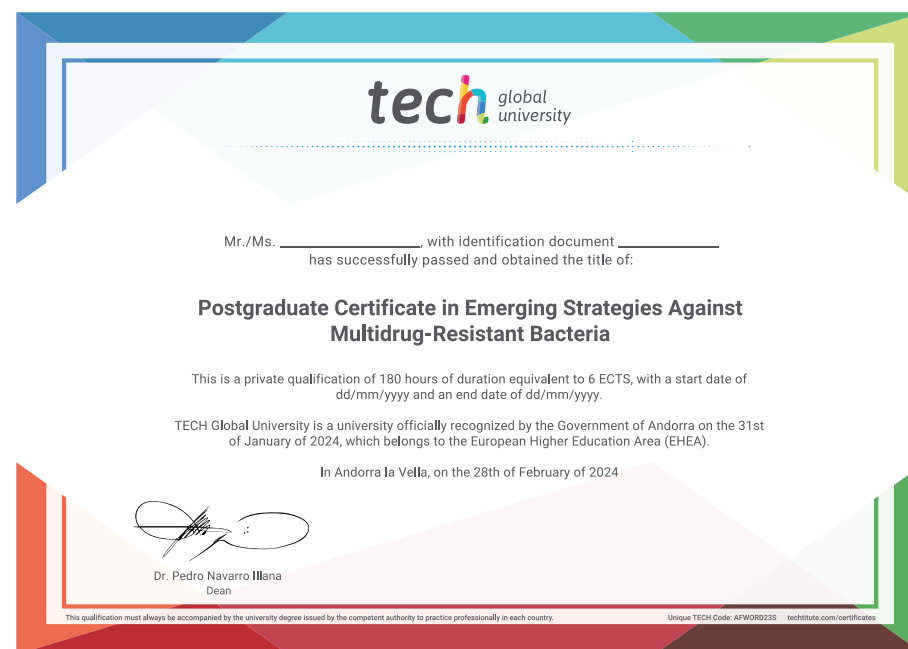 tech global
university
Mr./Ms. ____________________, with identification document ______________
has successfully passed and obtained the title of:
Postgraduate Certificate in Emerging Strategies Against
Multidrug-Resistant Bacteria
This is a private qualification of 180 hours of duration equivalent to 6 ECTS, with a start date of
dd/mm/yyyy and an end date of dd/mm/yyyy.
TECH Global University is a university officially recognized by the Government of Andorra on the 31st
of January of 2024, which belongs to the European Higher Education Area (EHEA).
In Andorra la Vella, on the 28th of February of 2024
Dr. Pedro Navarro Illana
Dean
This qualification must always be accompanied by the university degree issued by the competent authority to practice professionally in each country. Unique TECH Code: AFWORD23S techtitute.com/certificates